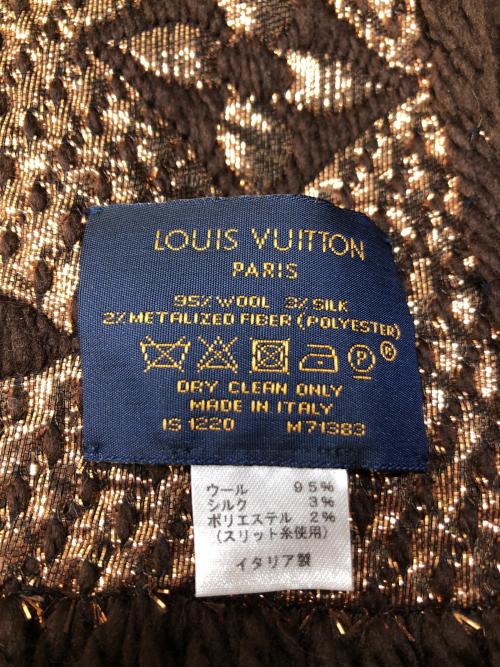 LOUIS VUITTON
PARIS
95% WOOL 3% SILK
2% METALIZED FIBER (POLYESTER)
P ®
DRY CLEAN ONLY
MADE IN ITALY
IS 1220 M71383
ウール 95%
シルク 3%
ポリエステル 2%
(スリット糸使用)
イタリア製